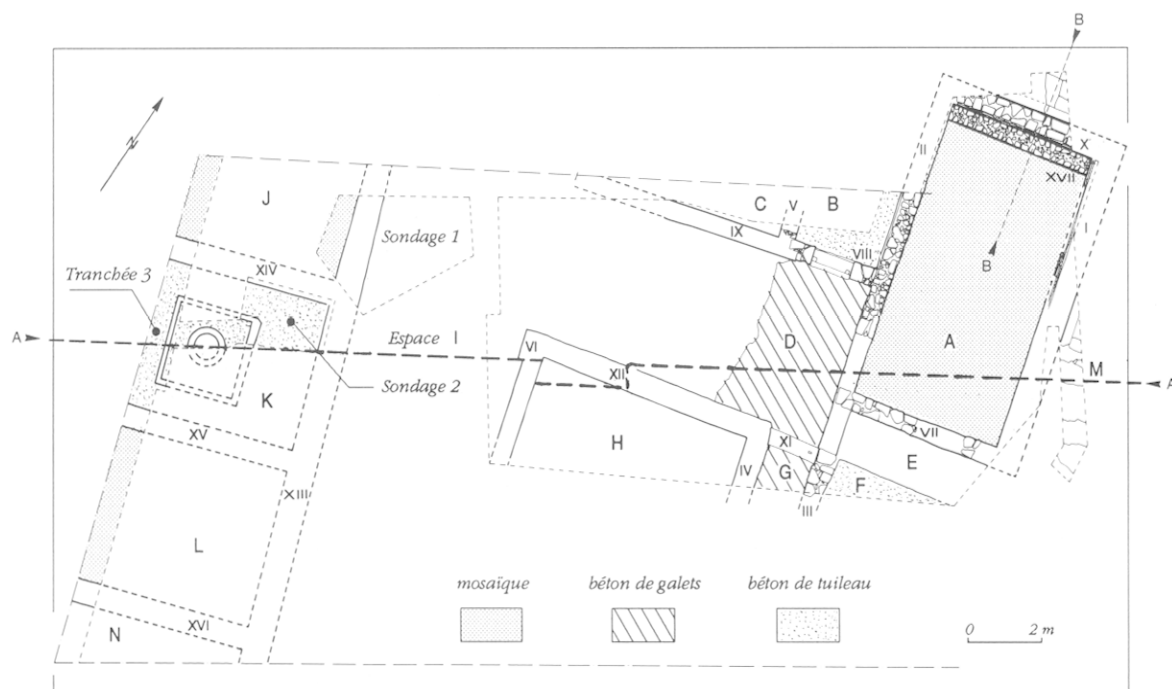 B
N
II
X
XVII
I
J
C
V
B
Sondage 1
IX
VIII
B
Tranchée 3
XIV
A
Espace I
D
A
VI
XII
M
A
Sondage 2
K
XV
H
XI
VII
E
IV
G
F
XIII
III
L
mosaïque
béton de galets
béton de tuileau
N
XVI
0 2 m